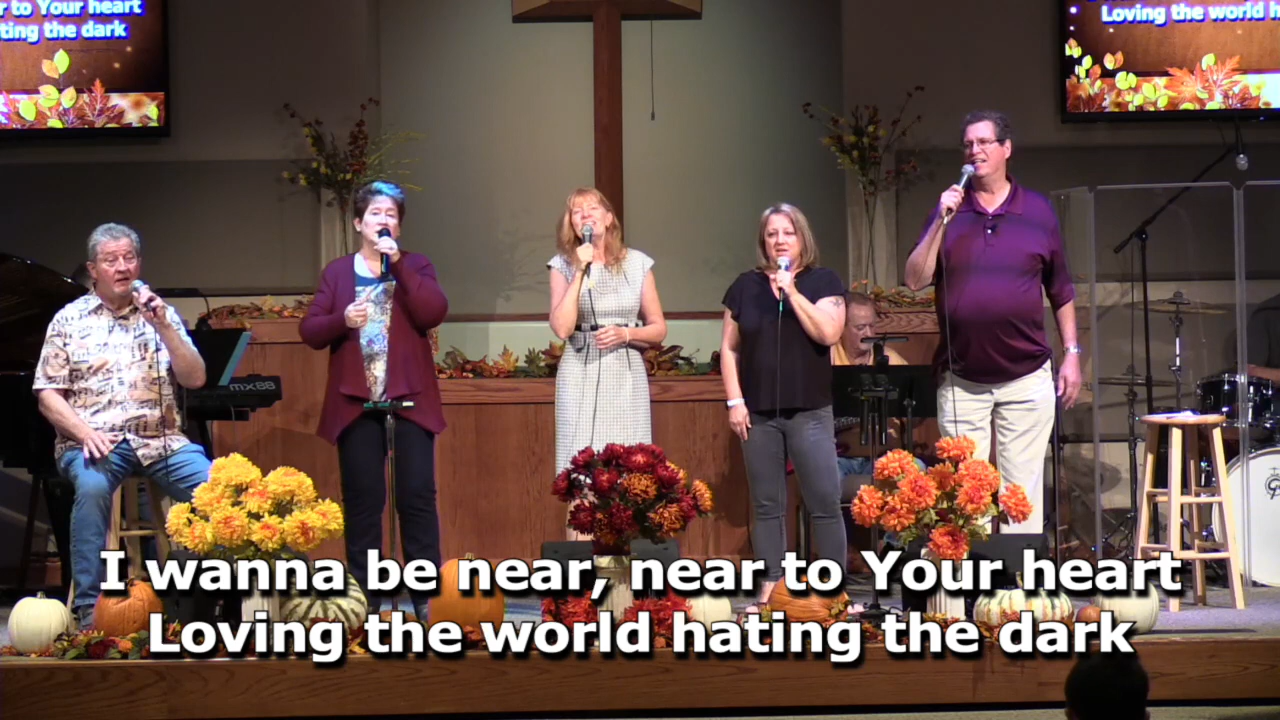 r to Your heart
ting the dark
Loving the world h
MX88
I wanna be near, near to Your heart
Loving the world hating the dark